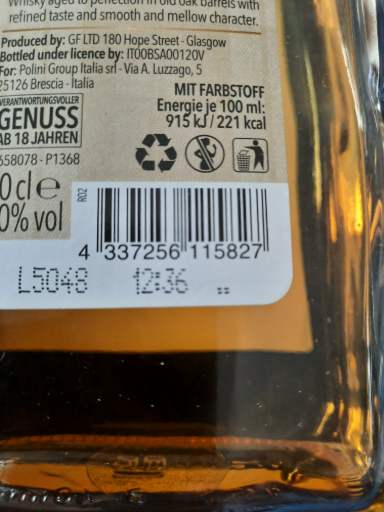 Whisky aged to perfection in old oak barrels with
refined taste and smooth and mellow character.
Produced by: GF LTD 180 Hope Street - Glasgow
Bottled under licence by: IT00BSA00120V
For: Polini Group Italia srl - Via A. Luzzago, 5
25126 Brescia - Italia
MIT FARBSTOFF
Energie je 100 ml:
915 kJ / 221 kcal
VERANTWORTUNGSVOLLER
GENUSS
AB 18 JAHREN
658078 - P1368
0 cl e
0% vol
R02
4 337256 115827
L5048 12:36